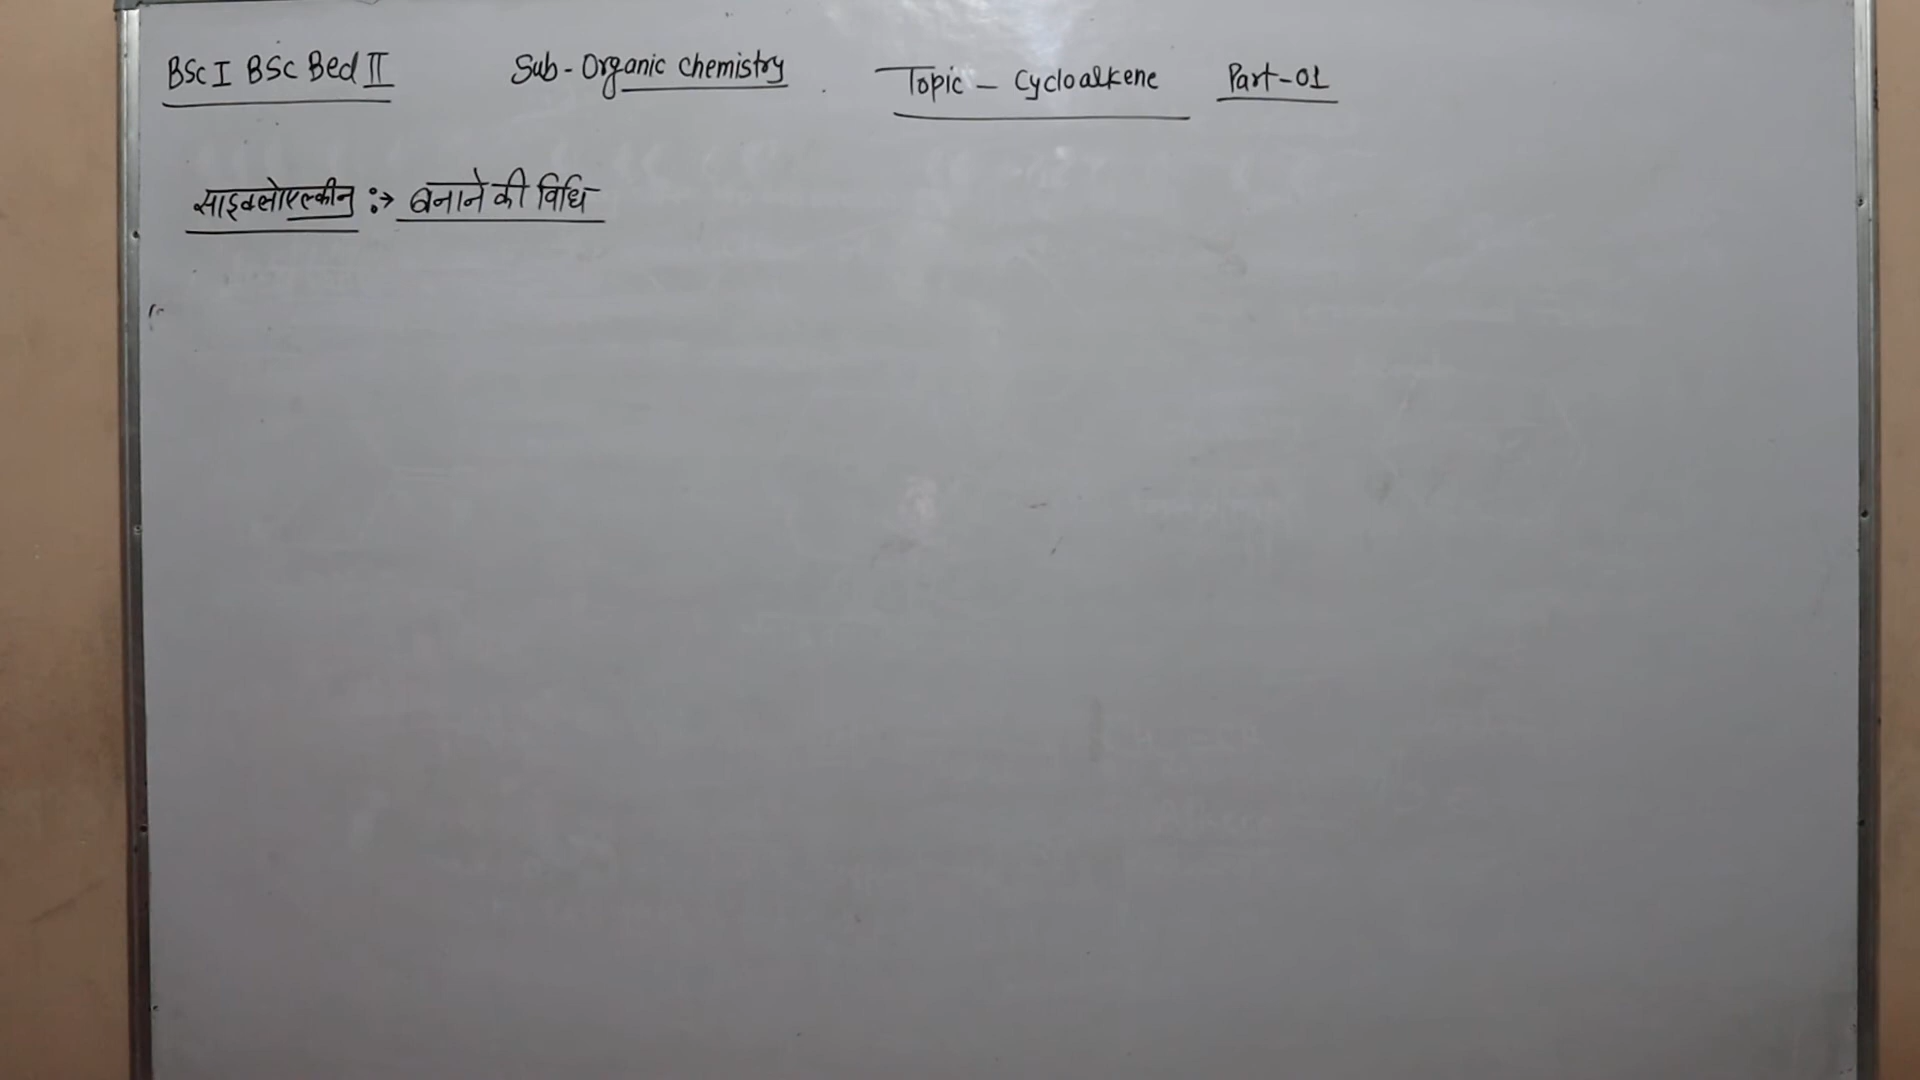 BSc I BSc Bed II Sub-Organic chemistry Topic - Cycloalkene Part-01
साइक्लोएल्कीन :→ बनाने की विधि